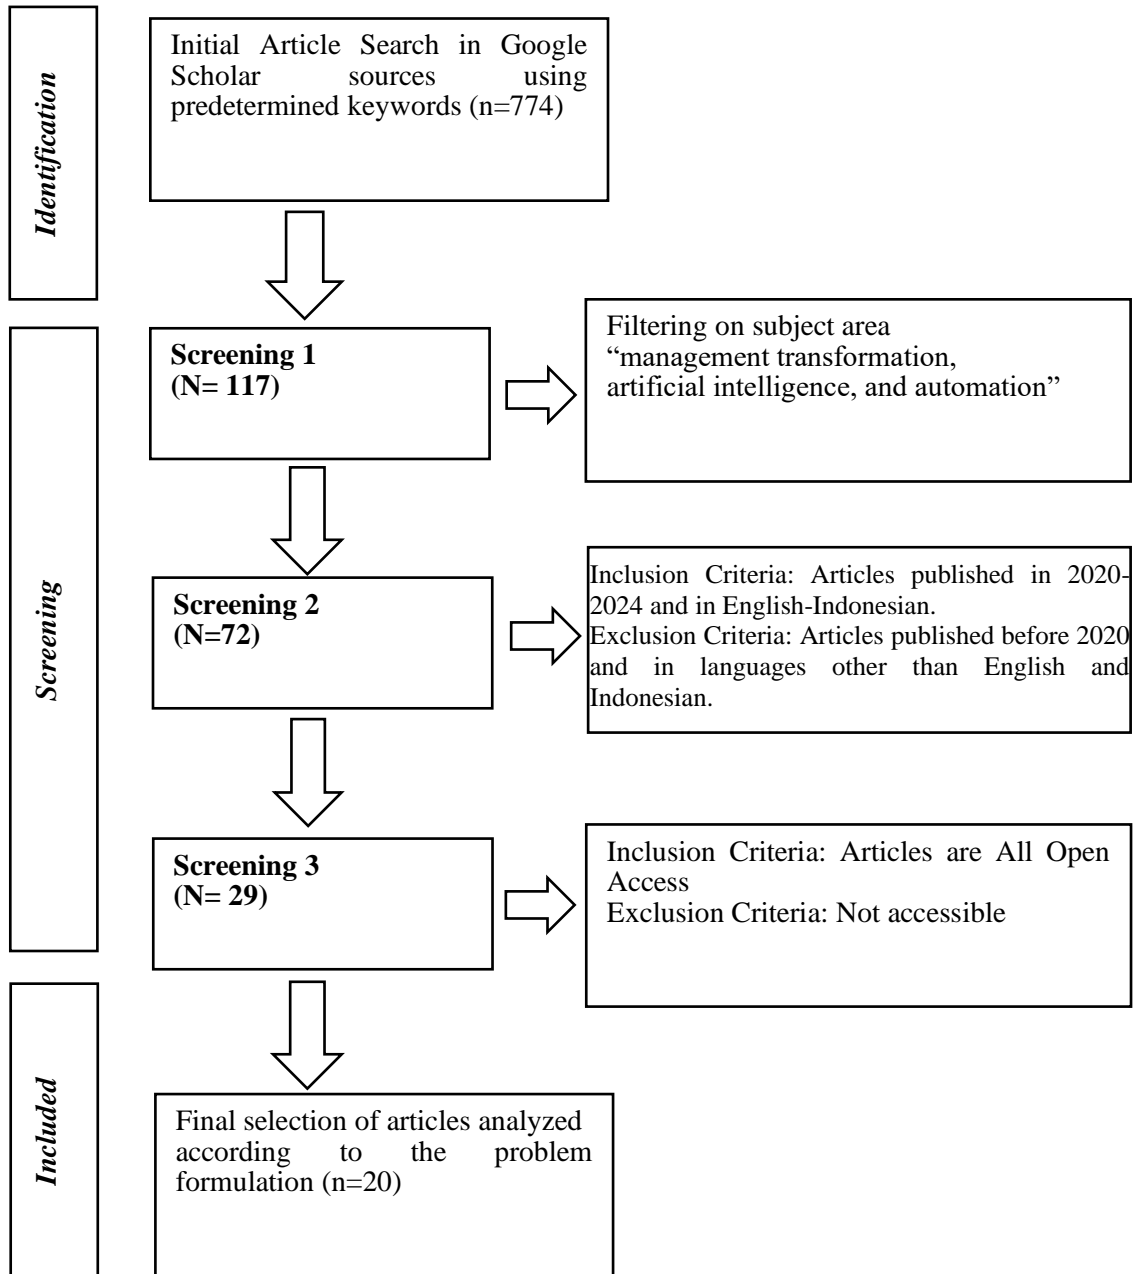 Identification
Initial Article Search in Google
Scholar sources using
predetermined keywords (n=774)
Screening
Screening 1
(N= 117)
Filtering on subject area
“management transformation,
artificial intelligence, and automation”
Screening 2
(N=72)
Inclusion Criteria: Articles published in 2020-
2024 and in English-Indonesian.
Exclusion Criteria: Articles published before 2020
and in languages other than English and
Indonesian.
Screening 3
(N= 29)
Inclusion Criteria: Articles are All Open
Access
Exclusion Criteria: Not accessible
Included
Final selection of articles analyzed
according to the problem
formulation (n=20)